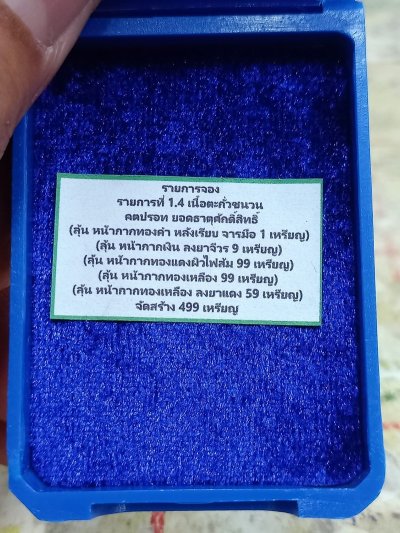 รายการจอง
รายการที่ 1.4 เนื้อตะกั่วชนวน
คตปรอท ยอดธาตุศักดิ์สิทธิ์
(ลุ้น หน้ากากทองคำ หลังเรียบ จารมือ 1 เหรียญ)
(ลุ้น หน้ากากเงิน ลงยาจีวร 9 เหรียญ)
(ลุ้น หน้ากากทองแดงผิวไฟส้ม 99 เหรียญ)
(ลุ้น หน้ากากทองเหลือง 99 เหรียญ)
(ลุ้น หน้ากากทองเหลือง ลงยาแดง 59 เหรียญ)
จัดสร้าง 499 เหรียญ